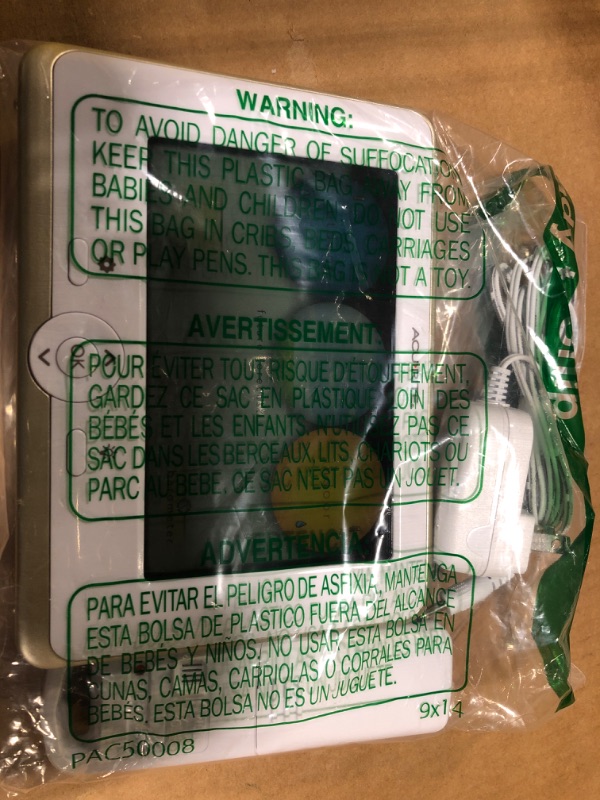 WARNING:
TO AVOID DANGER OF SUFFOCATION
KEEP THIS PLASTIC BAG AWAY FROM
BABIES AND CHILDREN. DO NOT USE
THIS BAG IN CRIBS, BEDS, CARRIAGES
OR PLAY PENS. THIS BAG IS NOT A TOY.
AVERTISSEMENT:
POUR ÉVITER TOUT RISQUE D'ÉTOUFFEMENT,
GARDEZ CE SAC EN PLASTIQUE LOIN DES
BÉBÉS ET LES ENFANTS. N'UTILISEZ PAS CE
SAC DANS LES BERCEAUX, LITS, CHARIOTS OU
PARC AU BEBE, CE SAC N'EST PAS UN JOUET.
ADVERTENCIA
PARA EVITAR EL PELIGRO DE ASFIXIA, MANTENGA
ESTA BOLSA DE PLASTICO FUERA DEL ALCANCE
DE BEBÉS Y NIÑOS, NO USAR ESTA BOLSA EN
CUNAS, CAMAS, CARRIOLAS O CORRALES PARA
BEBÉS, ESTA BOLSA NO ES UN JUGUETE.
9x14
PAC50008
OK